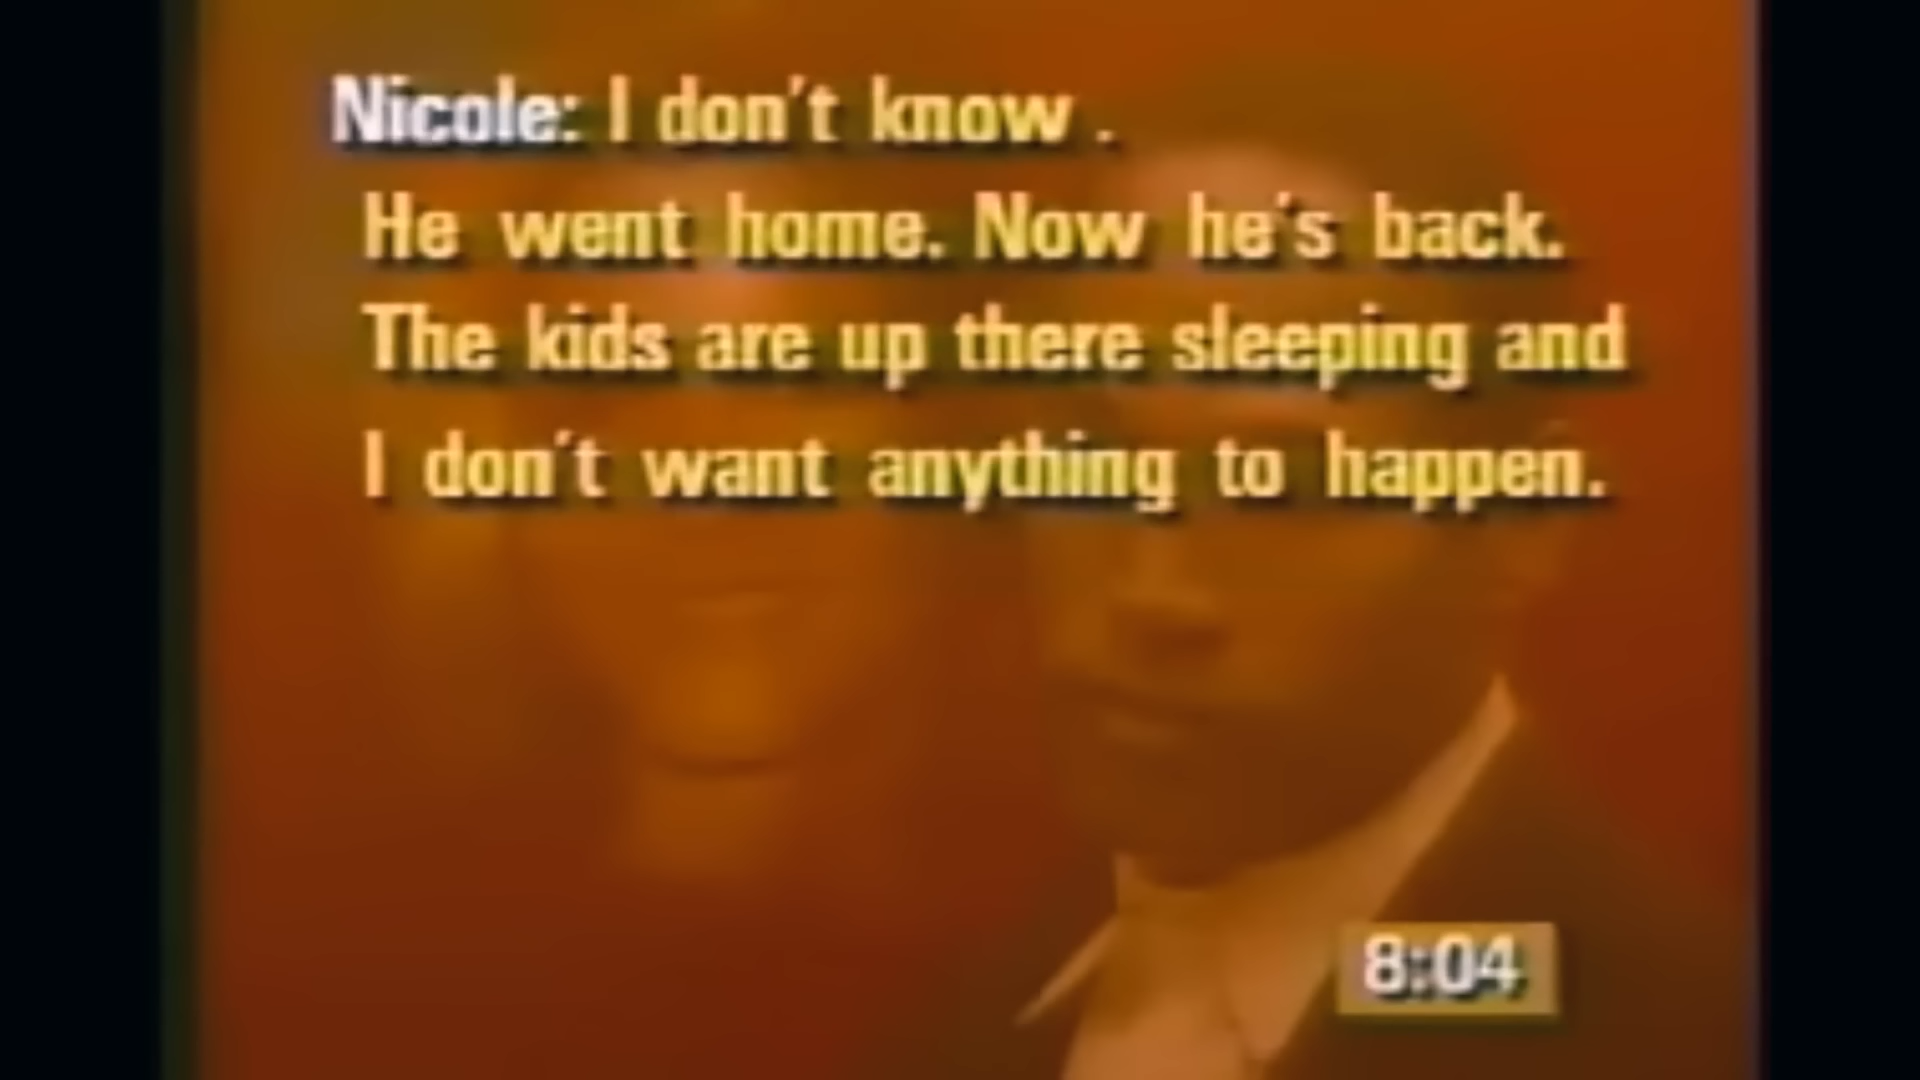 Nicole: I don't know .
He went home. Now he's back.
The kids are up there sleeping and
I don't want anything to happen.
8:04